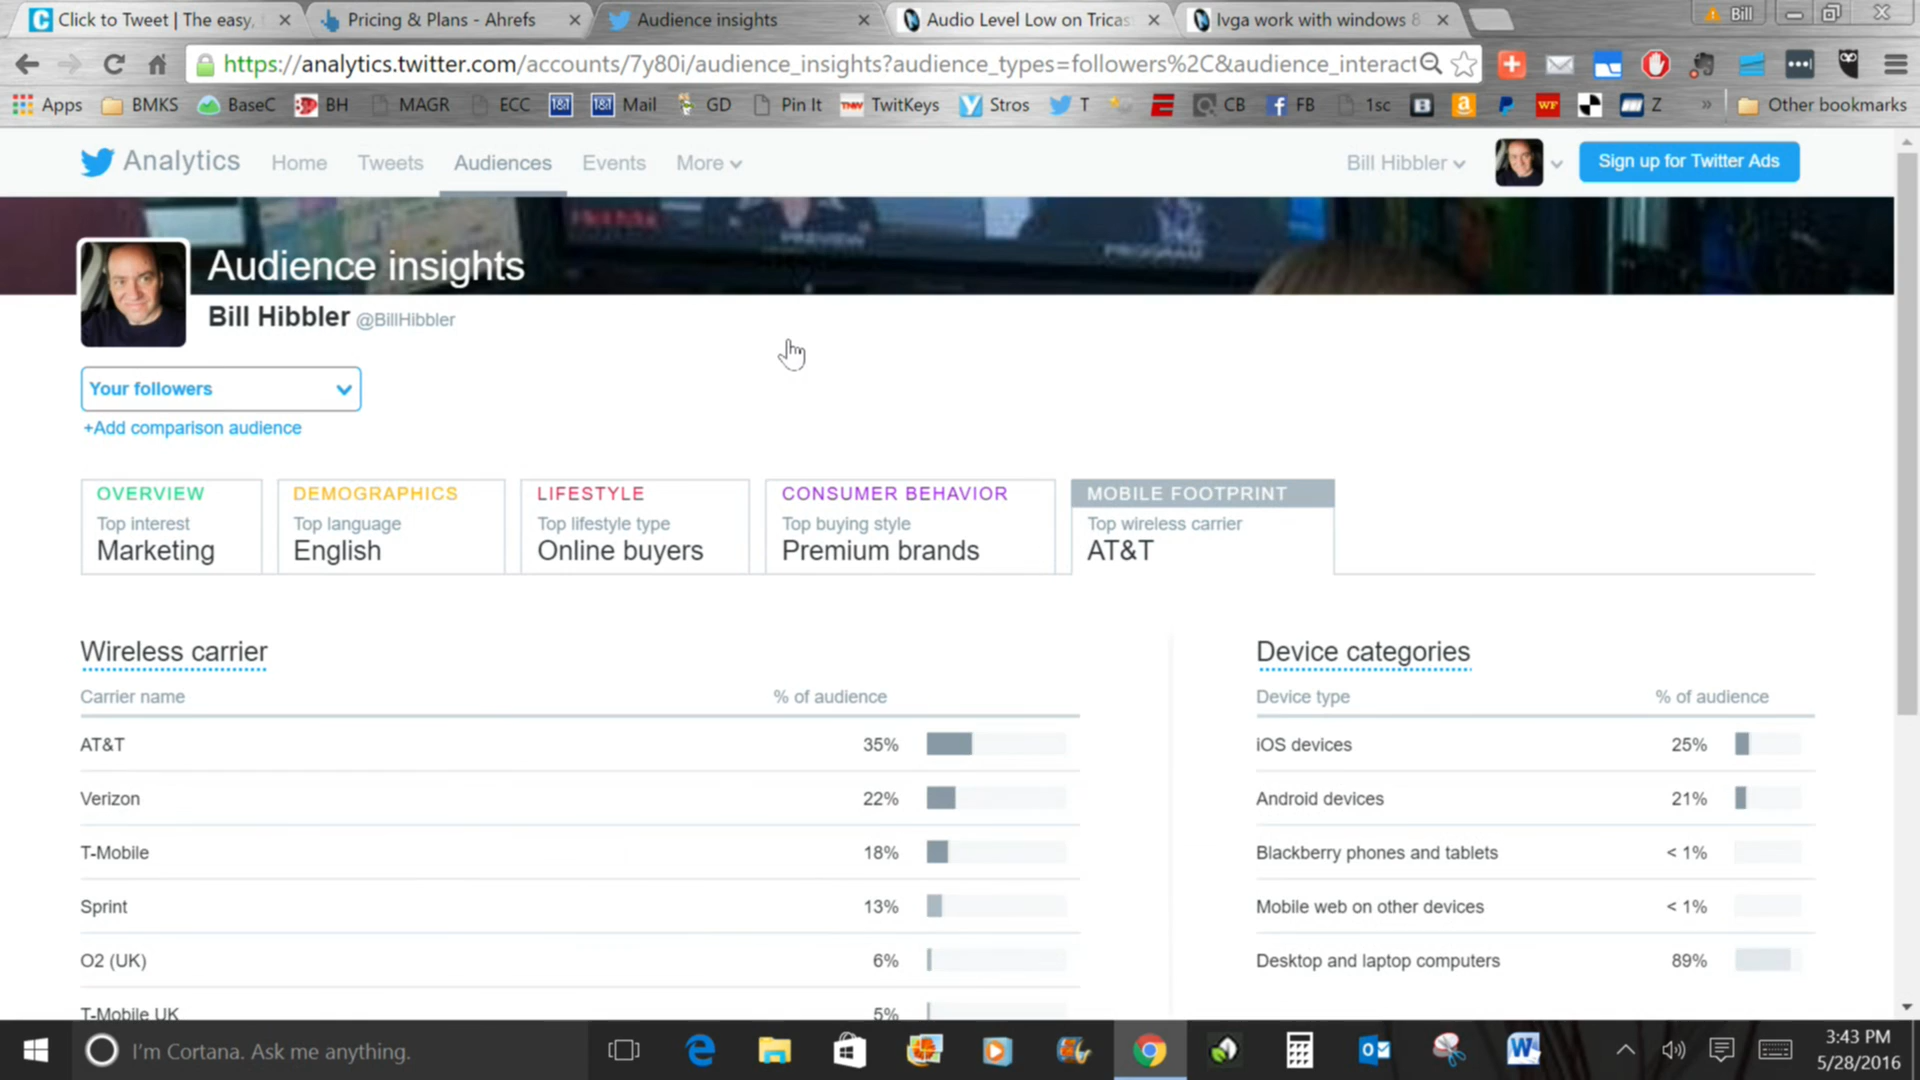 Click to Tweet | The easy,
Pricing & Plans - Ahrefs
Audience insights
Audio Level Low on Tricas
lvga work with windows 8
Bill
https://analytics.twitter.com/accounts/7y80i/audience_insights?audience_types=followers%2C&audience_interact
Apps BMKS BaseC BH MAGR ECC 1&1 1&1 Mail GD Pin It TwitKeys Stros T CB FB 1sc B WF Z » Other bookmarks
Analytics Home Tweets Audiences Events More Bill Hibbler Sign up for Twitter Ads
PREVIEW PROGRAM
Audience insights
Bill Hibbler @BillHibbler
Your followers
+Add comparison audience
OVERVIEW
Top interest
Marketing
DEMOGRAPHICS
Top language
English
LIFESTYLE
Top lifestyle type
Online buyers
CONSUMER BEHAVIOR
Top buying style
Premium brands
MOBILE FOOTPRINT
Top wireless carrier
AT&T
Wireless carrier
Carrier name % of audience
AT&T 35%
Verizon 22%
T-Mobile 18%
Sprint 13%
O2 (UK) 6%
T-Mobile UK 5%
Device categories
Device type % of audience
iOS devices 25%
Android devices 21%
Blackberry phones and tablets < 1%
Mobile web on other devices < 1%
Desktop and laptop computers 89%
I'm Cortana. Ask me anything.
3:43 PM
5/28/2016